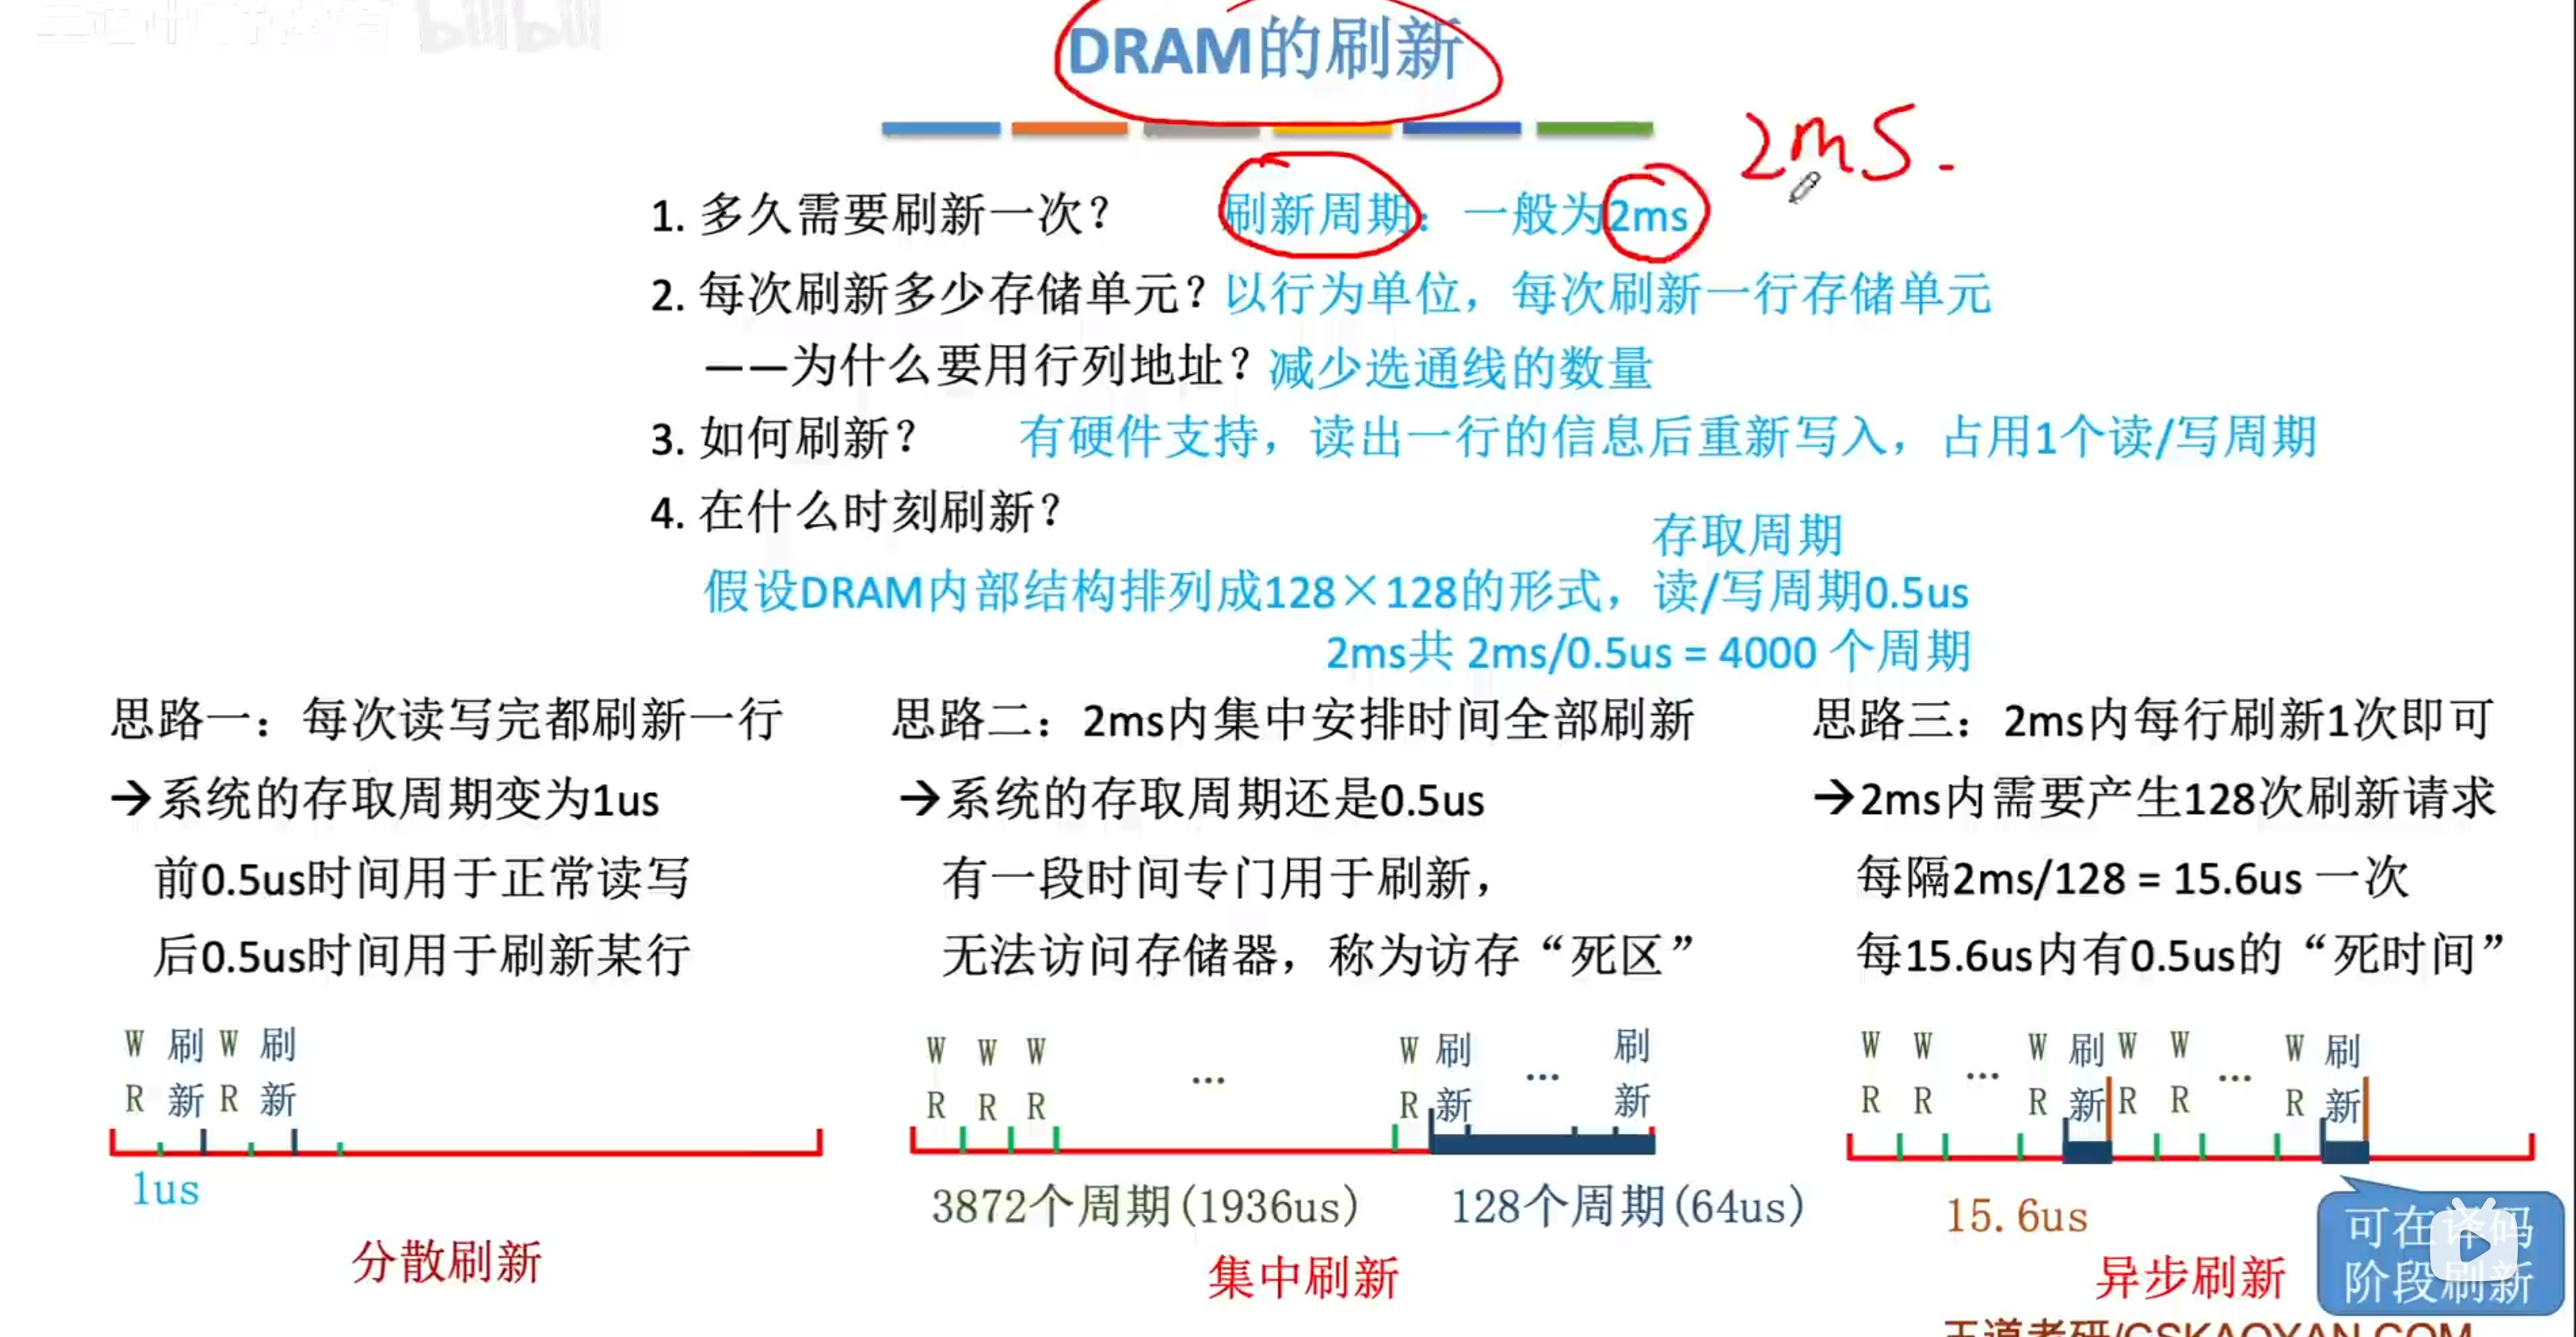 DRAM的刷新
2ms.
1. 多久需要刷新一次? 刷新周期：一般为2ms
2. 每次刷新多少存储单元? 以行为单位，每次刷新一行存储单元
——为什么要用行列地址? 减少选通线的数量
3. 如何刷新? 有硬件支持，读出一行的信息后重新写入，占用1个读/写周期
4. 在什么时刻刷新?
存取周期
假设DRAM内部结构排列成128×128的形式，读/写周期0.5us
2ms共 2ms/0.5us = 4000 个周期
思路一：每次读写完都刷新一行
→系统的存取周期变为1us
前0.5us时间用于正常读写
后0.5us时间用于刷新某行
W 刷 W 刷
R 新 R 新
1us
分散刷新
思路二：2ms内集中安排时间全部刷新
→系统的存取周期还是0.5us
有一段时间专门用于刷新，
无法访问存储器，称为访存“死区”
W W W ... W 刷 ... 刷
R R R R 新 新
3872个周期(1936us) 128个周期(64us)
集中刷新
思路三：2ms内每行刷新1次即可
→2ms内需要产生128次刷新请求
每隔2ms/128 = 15.6us 一次
每15.6us内有0.5us的“死时间”
W W ... W 刷 W W ... W 刷
R R R 新 R R R 新
15.6us
异步刷新
可在译码
阶段刷新
王道考研/CSKAOYAN.COM